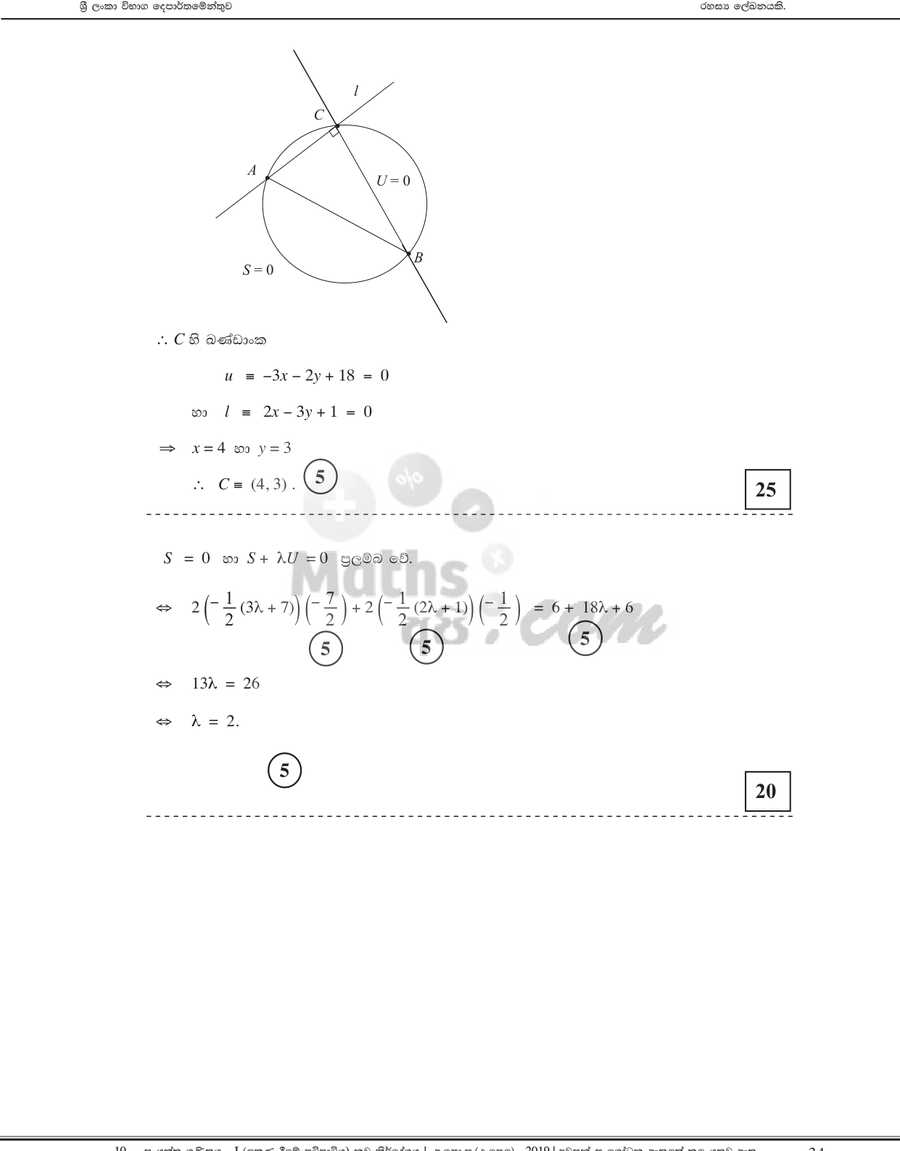 ශ්‍රී ලංකා විභාග දෙපාර්තමේන්තුව
රහස්‍ය ලේඛනයකි.
l
C
A
U = 0
B
S = 0
∴ C හි ඛණ්ඩාංක
u ≡ −3x − 2y + 18 = 0
හා l ≡ 2x − 3y + 1 = 0
⇒ x = 4 හා y = 3
∴ C ≡ (4, 3) . 5
25
S = 0 හා S + λU = 0 ප්‍රලම්බ වේ.
⇔ 2 (− 1/2 (3λ + 7)) (− 7/2) + 2 (− 1/2 (2λ + 1)) (− 1/2) = 6 + 18λ + 6
5 5 5
⇔ 13λ = 26
⇔ λ = 2.
5
20
Maths
.com